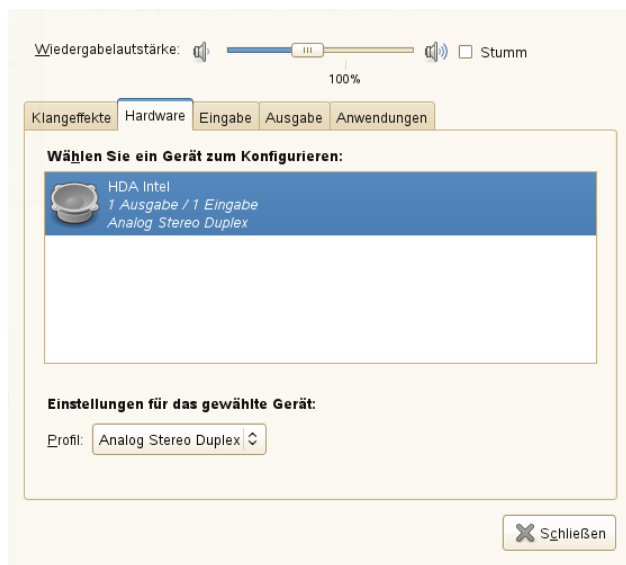 Wiedergabelautstärke:
Stumm
100%
Klangeffekte Hardware Eingabe Ausgabe Anwendungen
Wählen Sie ein Gerät zum Konfigurieren:
HDA Intel
1 Ausgabe / 1 Eingabe
Analog Stereo Duplex
Einstellungen für das gewählte Gerät:
Profil: Analog Stereo Duplex
Schließen